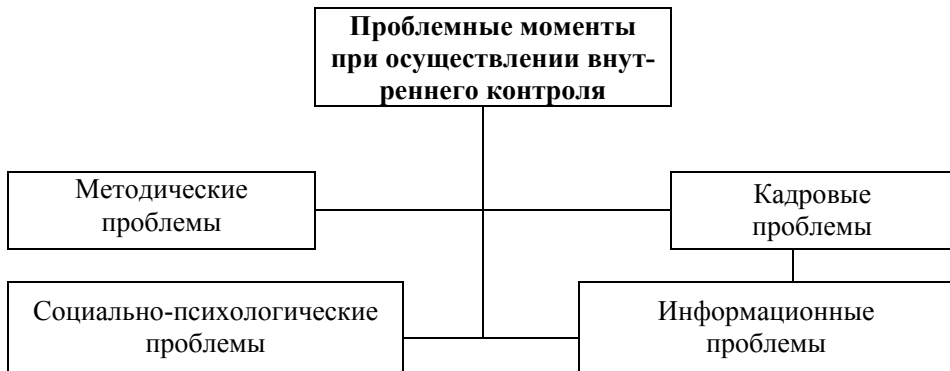 Проблемные моменты
при осуществлении внут-
реннего контроля
Методические
проблемы
Кадровые
проблемы
Социально-психологические
проблемы
Информационные
проблемы